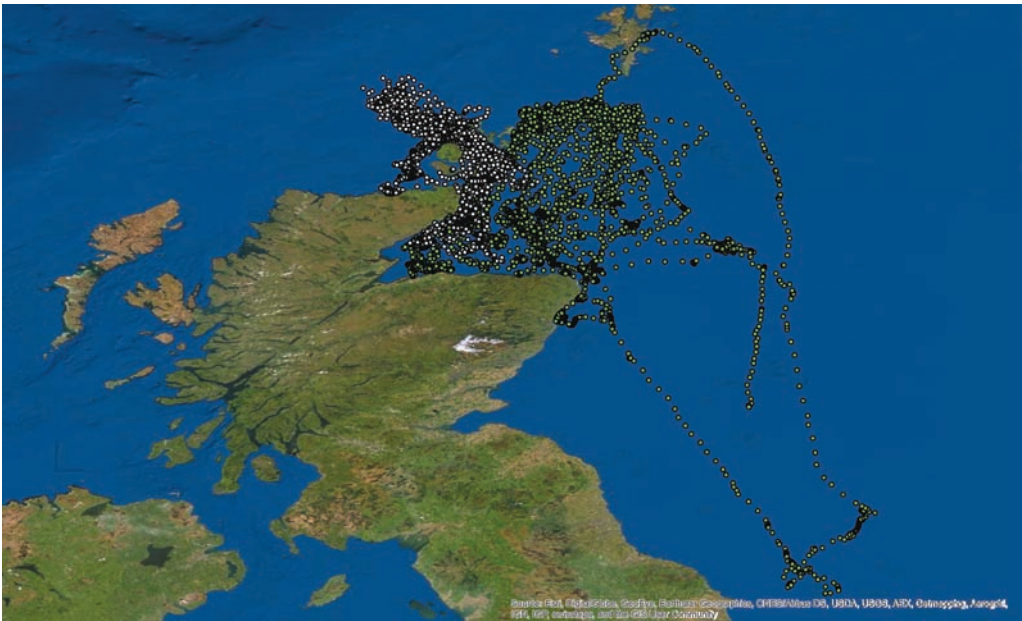 Source: Esri, DigitalGlobe, GeoEye, Earthstar Geographics, CNES/Airbus DS, USDA, USGS, AEX, Getmapping, Aerogrid,
IGN, IGP, swisstopo, and the GIS User Community